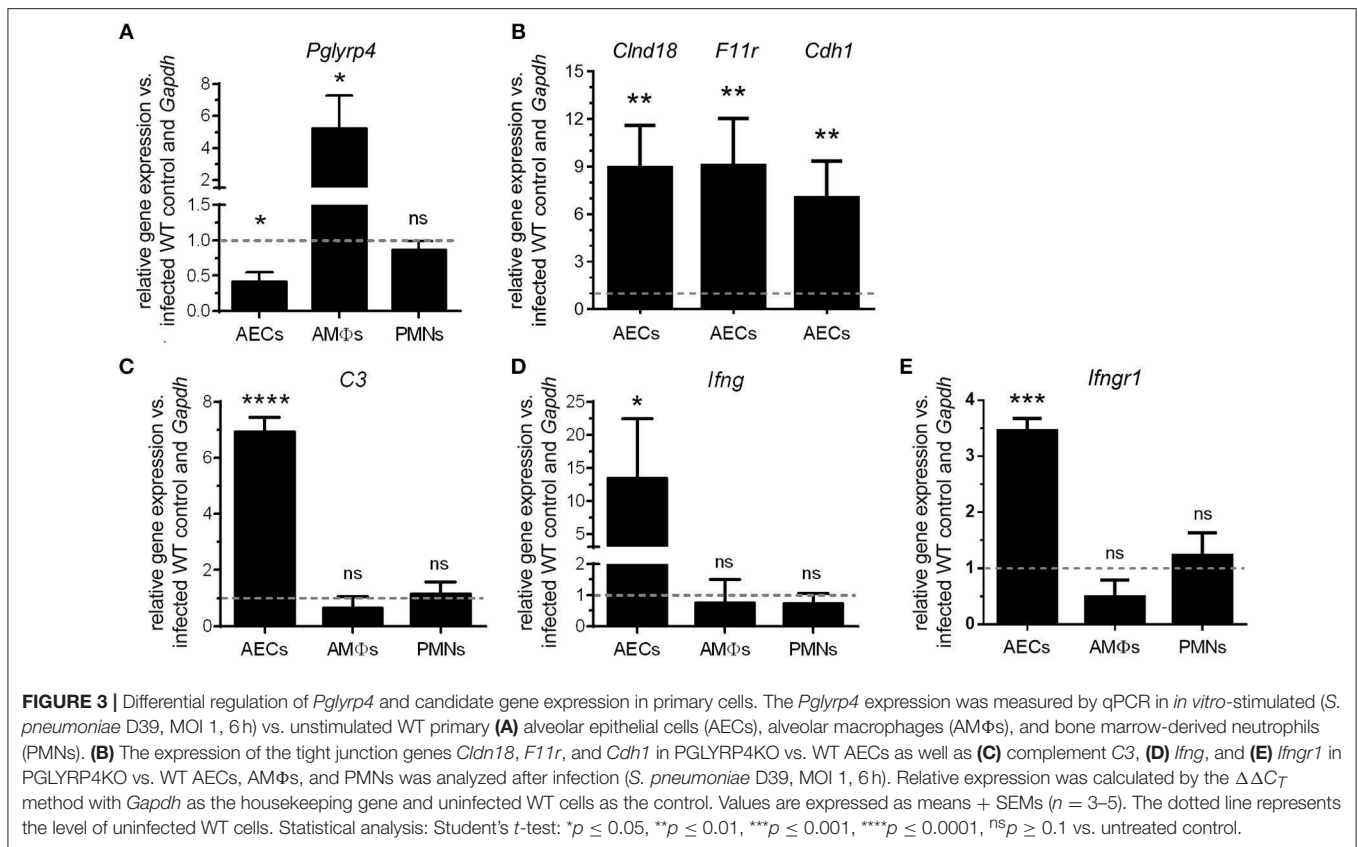 A
Pglyrp4
relative gene expression vs.
infected WT control and Gapdh
8
6
4
2
1.5
1.0
0.5
0.0
*
*
ns
AECs
AMΦs
PMNs
B
Clnd18
F11r
Cdh1
relative gene expression vs.
infected WT control and Gapdh
15
12
9
6
3
0
**
**
**
AECs
AECs
AECs
C
C3
relative gene expression vs.
infected WT control and Gapdh
8
6
4
2
0
****
ns
ns
AECs
AMΦs
PMNs
D
Ifng
relative gene expression vs.
infected WT control and Gapdh
25
20
15
10
5
2
1
0
*
ns
ns
AECs
AMΦs
PMNs
E
Ifngr1
relative gene expression vs.
infected WT control and Gapdh
4
3
2
1
0
***
ns
ns
AECs
AMΦs
PMNs
FIGURE 3 | Differential regulation of Pglyrp4 and candidate gene expression in primary cells. The Pglyrp4 expression was measured by qPCR in in vitro-stimulated (S.
pneumoniae D39, MOI 1, 6 h) vs. unstimulated WT primary (A) alveolar epithelial cells (AECs), alveolar macrophages (AMΦs), and bone marrow-derived neutrophils
(PMNs). (B) The expression of the tight junction genes Cldn18, F11r, and Cdh1 in PGLYRP4KO vs. WT AECs as well as (C) complement C3, (D) Ifng, and (E) Ifngr1 in
PGLYRP4KO vs. WT AECs, AMΦs, and PMNs was analyzed after infection (S. pneumoniae D39, MOI 1, 6 h). Relative expression was calculated by the ΔΔCT
method with Gapdh as the housekeeping gene and uninfected WT cells as the control. Values are expressed as means + SEMs (n = 3–5). The dotted line represents
the level of uninfected WT cells. Statistical analysis: Student's t-test: *p ≤ 0.05, **p ≤ 0.01, ***p ≤ 0.001, ****p ≤ 0.0001, nsp ≥ 0.1 vs. untreated control.